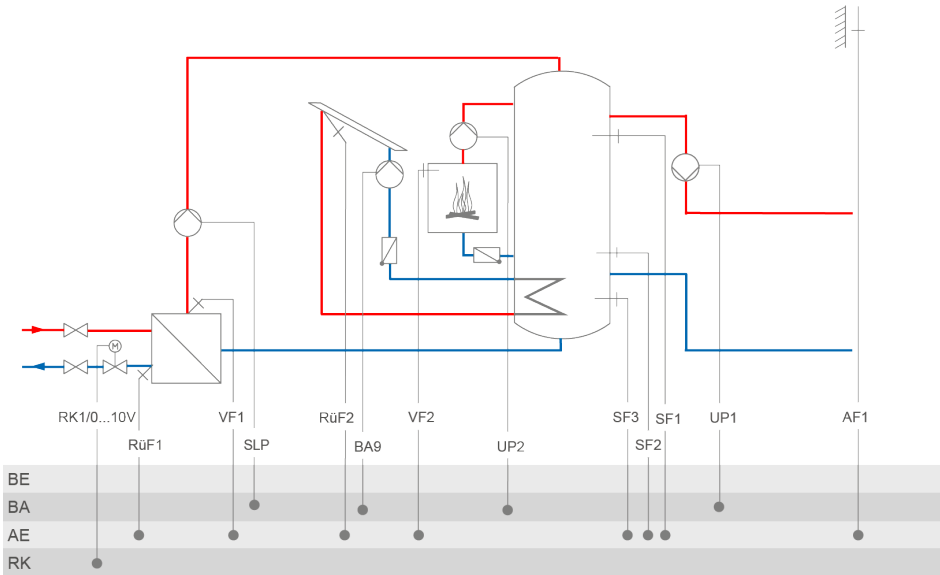 M
RK1/0...10V
VF1
RüF2
VF2
SF3
SF1
UP1
AF1
RüF1
SLP
BA9
UP2
SF2
BE
BA
AE
RK